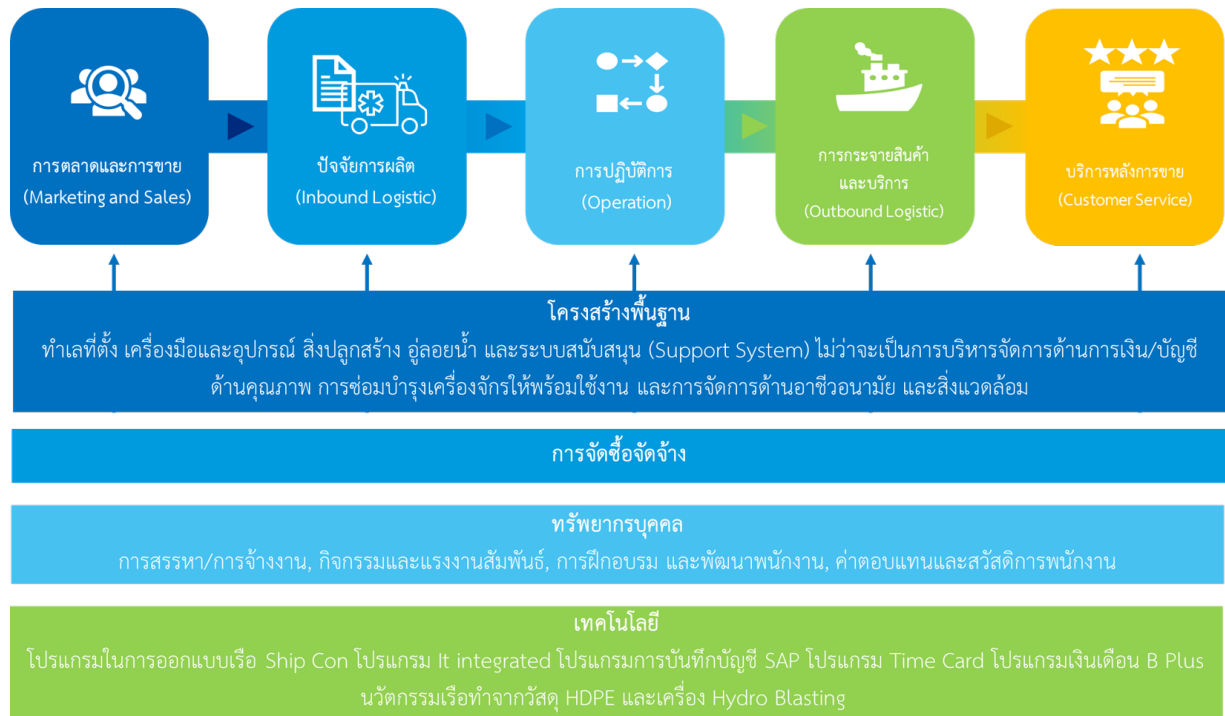 การตลาดและการขาย
(Marketing and Sales)
ปัจจัยการผลิต
(Inbound Logistic)
การปฏิบัติการ
(Operation)
การกระจายสินค้า
และบริการ
(Outbound Logistic)
บริการหลังการขาย
(Customer Service)
โครงสร้างพื้นฐาน
ทำเลที่ตั้ง เครื่องมือและอุปกรณ์ สิ่งปลูกสร้าง อู่ลอยน้ำ และระบบสนับสนุน (Support System) ไม่ว่าจะเป็นการบริหารจัดการด้านการเงิน/บัญชี
ด้านคุณภาพ การซ่อมบำรุงเครื่องจักรให้พร้อมใช้งาน และการจัดการด้านอาชีวอนามัย และสิ่งแวดล้อม
การจัดซื้อจัดจ้าง
ทรัพยากรบุคคล
การสรรหา/การจ้างงาน, กิจกรรมและแรงงานสัมพันธ์, การฝึกอบรม และพัฒนาพนักงาน, ค่าตอบแทนและสวัสดิการพนักงาน
เทคโนโลยี
โปรแกรมในการออกแบบเรือ Ship Con โปรแกรม It integrated โปรแกรมการบันทึกบัญชี SAP โปรแกรม Time Card โปรแกรมเงินเดือน B Plus
นวัตกรรมเรือทำจากวัสดุ HDPE และเครื่อง Hydro Blasting